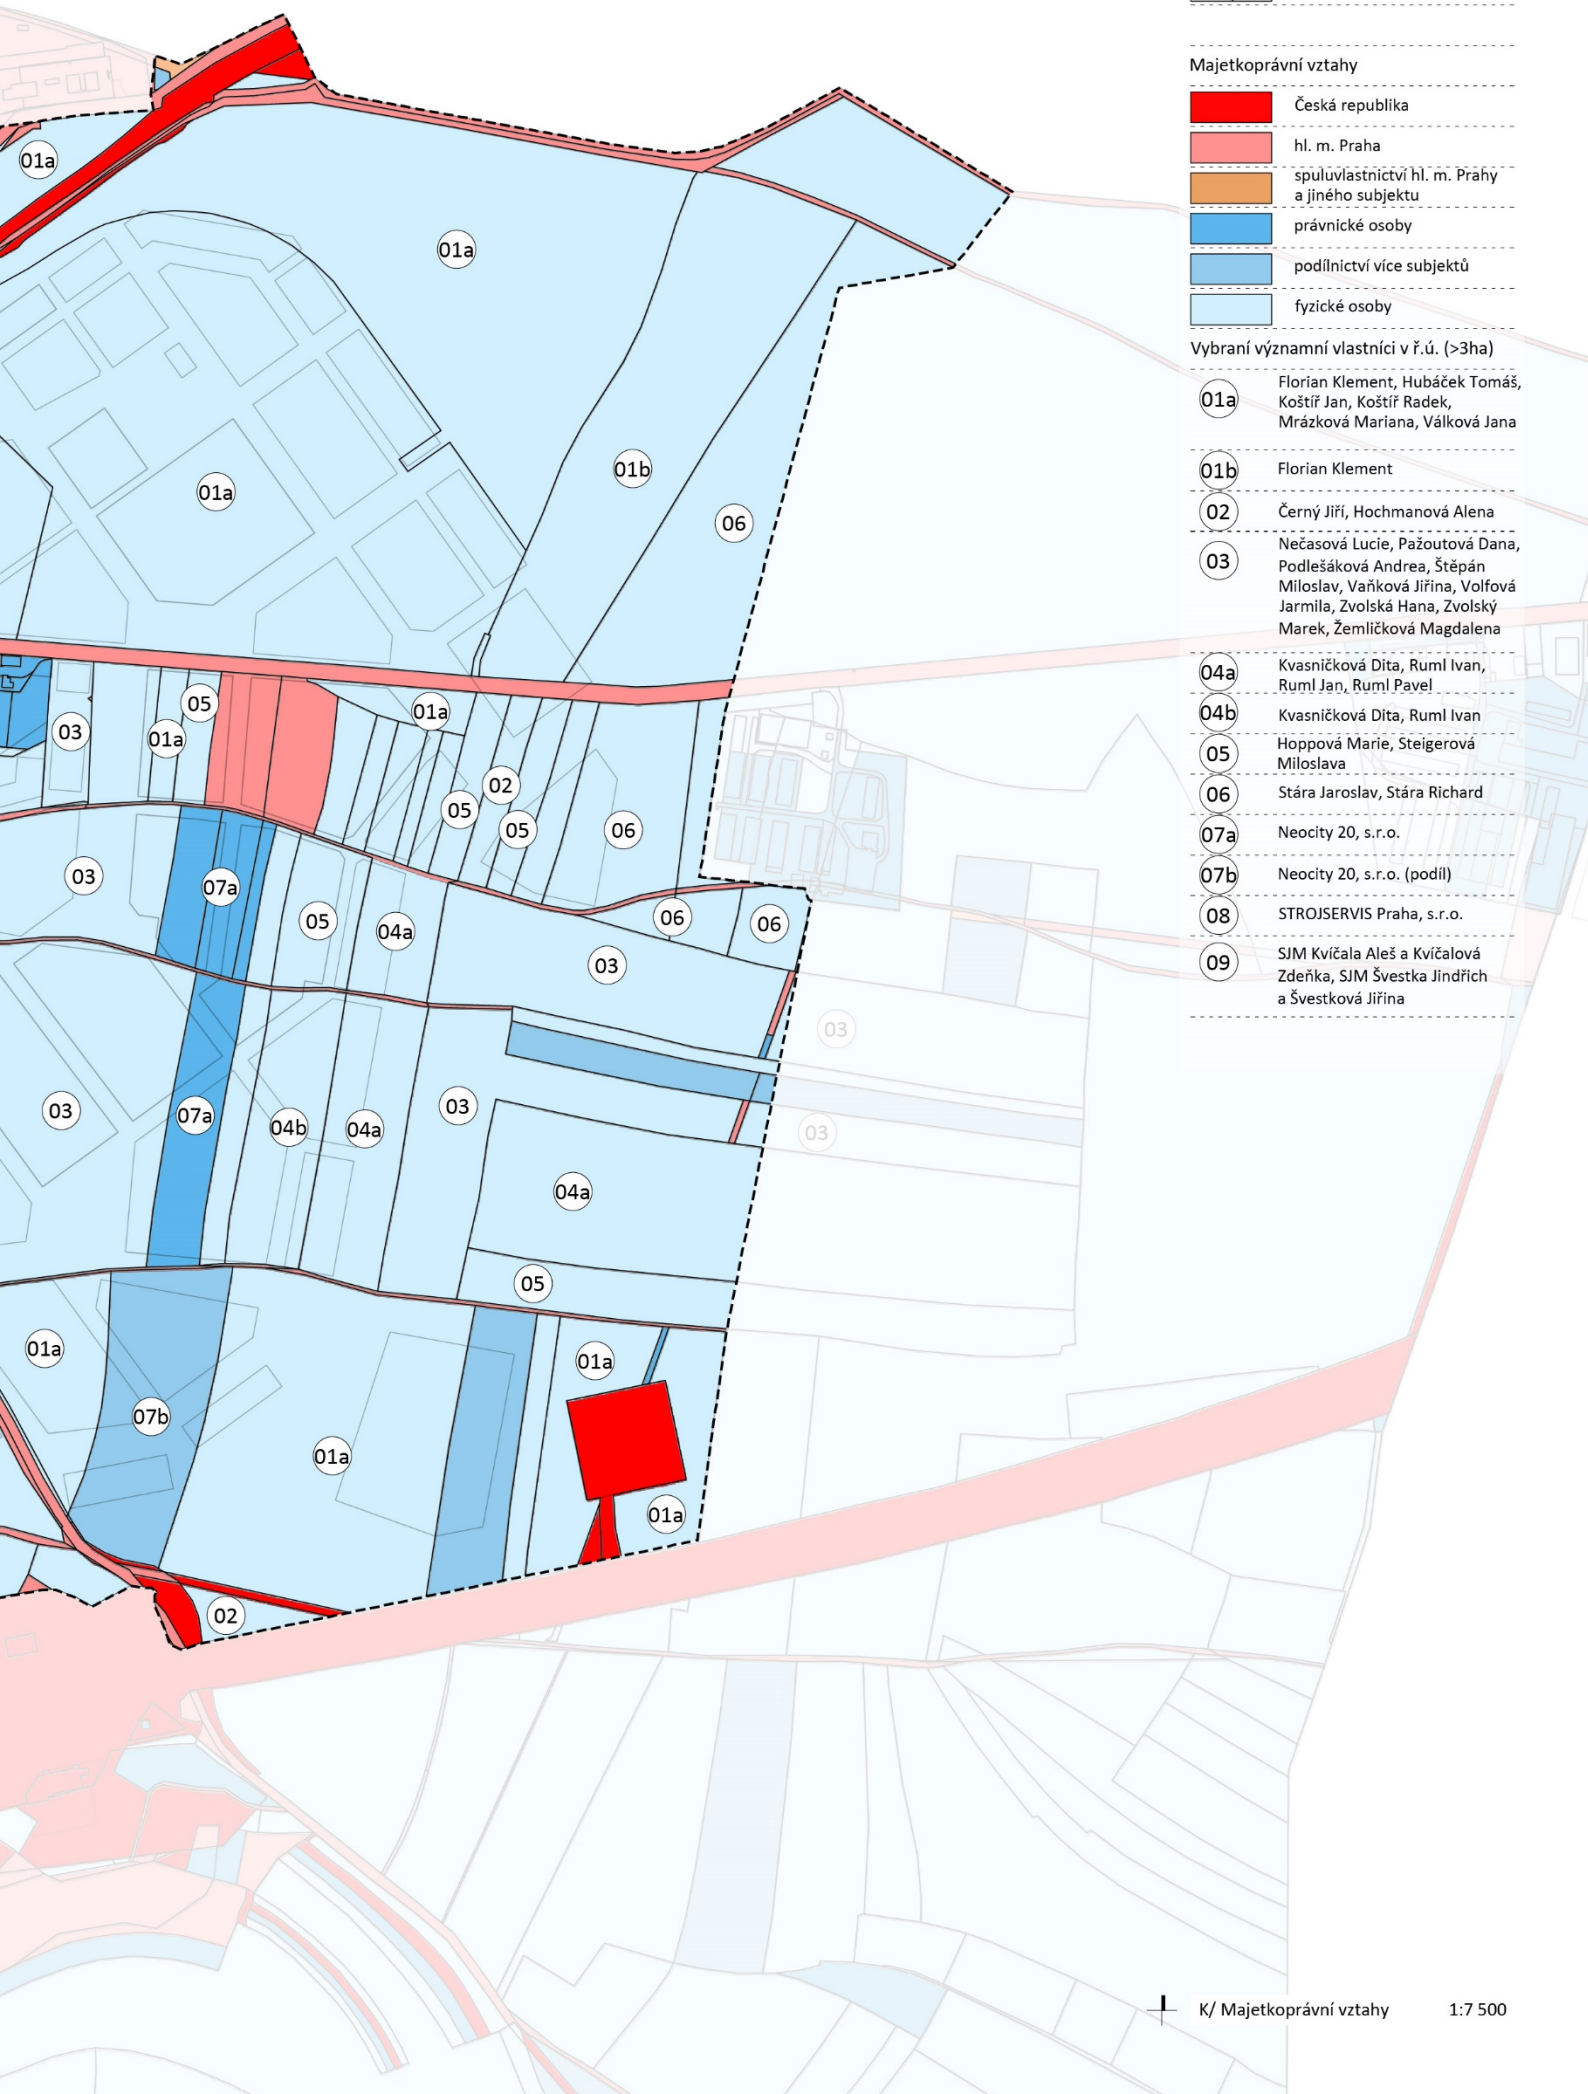 Majetkoprávní vztahy
Česká republika
hl. m. Praha
spuluvlastnictví hl. m. Prahy
a jiného subjektu
právnické osoby
podílnictví více subjektů
fyzické osoby
Vybraní významní vlastníci v ř.ú. (>3ha)
01a Florian Klement, Hubáček Tomáš,
Koštíř Jan, Koštíř Radek,
Mrázková Mariana, Válková Jana
01b Florian Klement
02 Černý Jiří, Hochmanová Alena
03 Nečasová Lucie, Pažoutová Dana,
Podlešáková Andrea, Štěpán
Miloslav, Vaňková Jiřina, Volfová
Jarmila, Zvolská Hana, Zvolský
Marek, Žemličková Magdalena
04a Kvasničková Dita, Ruml Ivan,
Ruml Jan, Ruml Pavel
04b Kvasničková Dita, Ruml Ivan
05 Hoppová Marie, Steigerová
Miloslava
06 Stára Jaroslav, Stára Richard
07a Neocity 20, s.r.o.
07b Neocity 20, s.r.o. (podíl)
08 STROJSERVIS Praha, s.r.o.
09 SJM Kvíčala Aleš a Kvíčalová
Zdeňka, SJM Švestka Jindřich
a Švestková Jiřina
01a
01a
01b
01a
06
05
01a
03
01a
02
05
05
06
03
07a
05
04a
06
06
03
03
03
07a
04b
04a
03
03
04a
05
01a
01a
07b
01a
01a
02
K/ Majetkoprávní vztahy 1:7 500